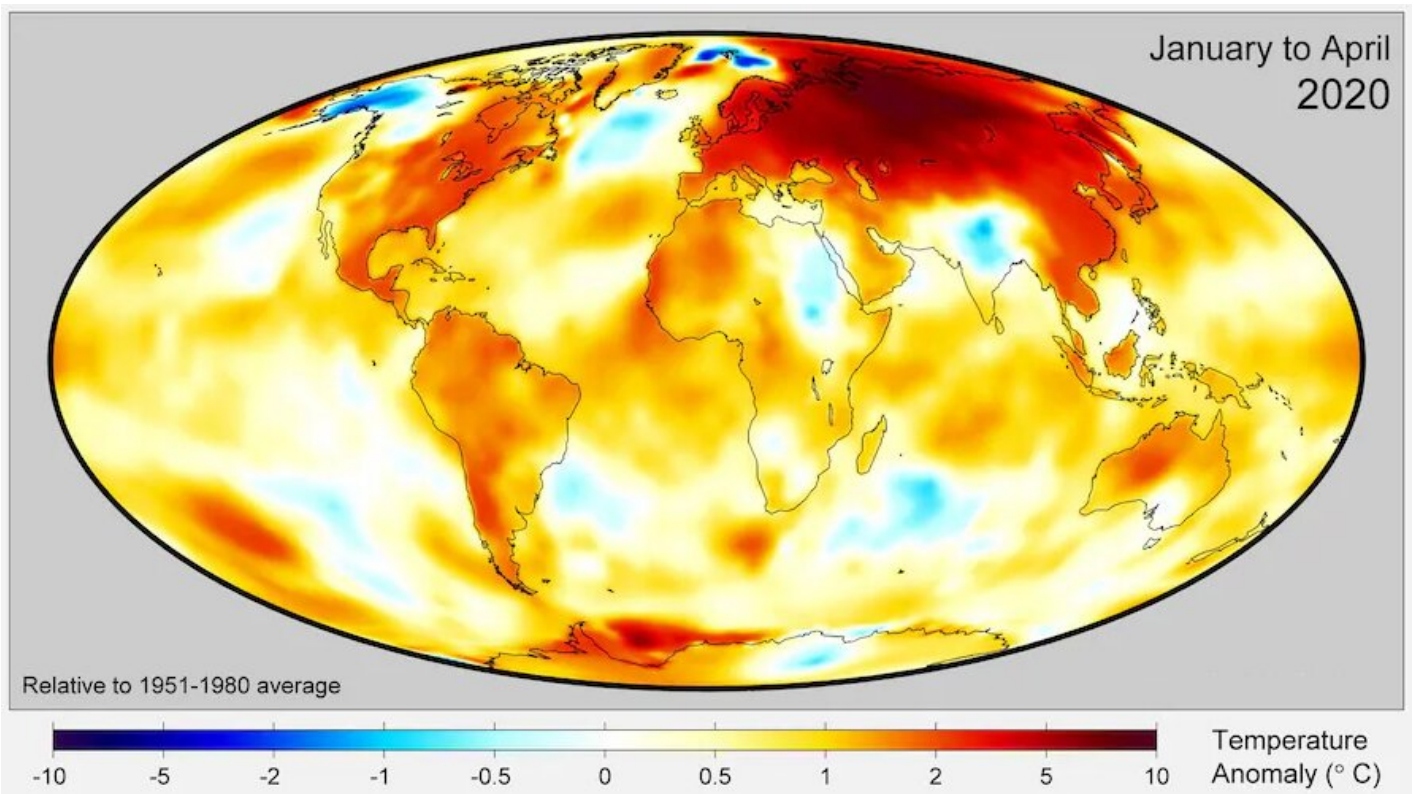 January to April
2020
Relative to 1951-1980 average
-10 -5 -2 -1 -0.5 0 0.5 1 2 5 10
Temperature
Anomaly (° C)